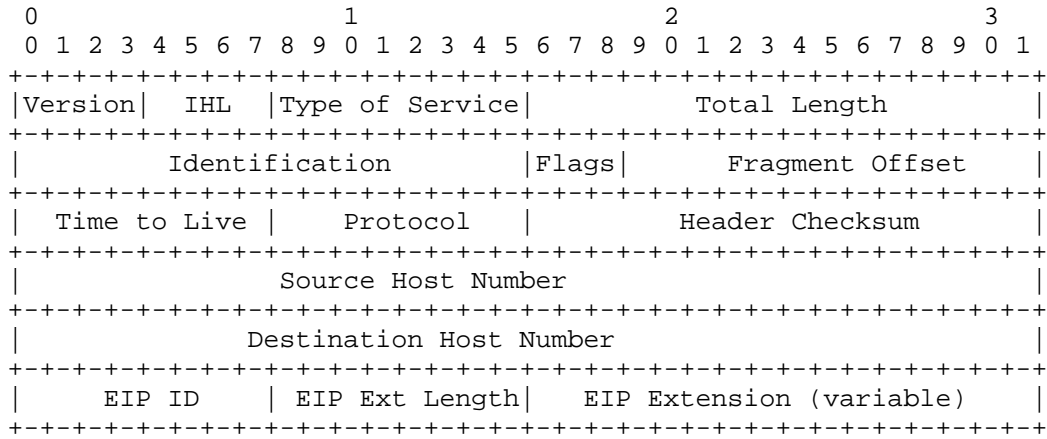 0                   1                   2                   3
0 1 2 3 4 5 6 7 8 9 0 1 2 3 4 5 6 7 8 9 0 1 2 3 4 5 6 7 8 9 0 1
+-+-+-+-+-+-+-+-+-+-+-+-+-+-+-+-+-+-+-+-+-+-+-+-+-+-+-+-+-+-+-+-+
|Version|  IHL  |Type of Service|          Total Length         |
+-+-+-+-+-+-+-+-+-+-+-+-+-+-+-+-+-+-+-+-+-+-+-+-+-+-+-+-+-+-+-+-+
|         Identification        |Flags|      Fragment Offset    |
+-+-+-+-+-+-+-+-+-+-+-+-+-+-+-+-+-+-+-+-+-+-+-+-+-+-+-+-+-+-+-+-+
|  Time to Live |    Protocol   |         Header Checksum       |
+-+-+-+-+-+-+-+-+-+-+-+-+-+-+-+-+-+-+-+-+-+-+-+-+-+-+-+-+-+-+-+-+
|                Source Host Number                             |
+-+-+-+-+-+-+-+-+-+-+-+-+-+-+-+-+-+-+-+-+-+-+-+-+-+-+-+-+-+-+-+-+
|              Destination Host Number                          |
+-+-+-+-+-+-+-+-+-+-+-+-+-+-+-+-+-+-+-+-+-+-+-+-+-+-+-+-+-+-+-+-+
|     EIP ID    | EIP Ext Length|   EIP Extension (variable)    |
+-+-+-+-+-+-+-+-+-+-+-+-+-+-+-+-+-+-+-+-+-+-+-+-+-+-+-+-+-+-+-+-+